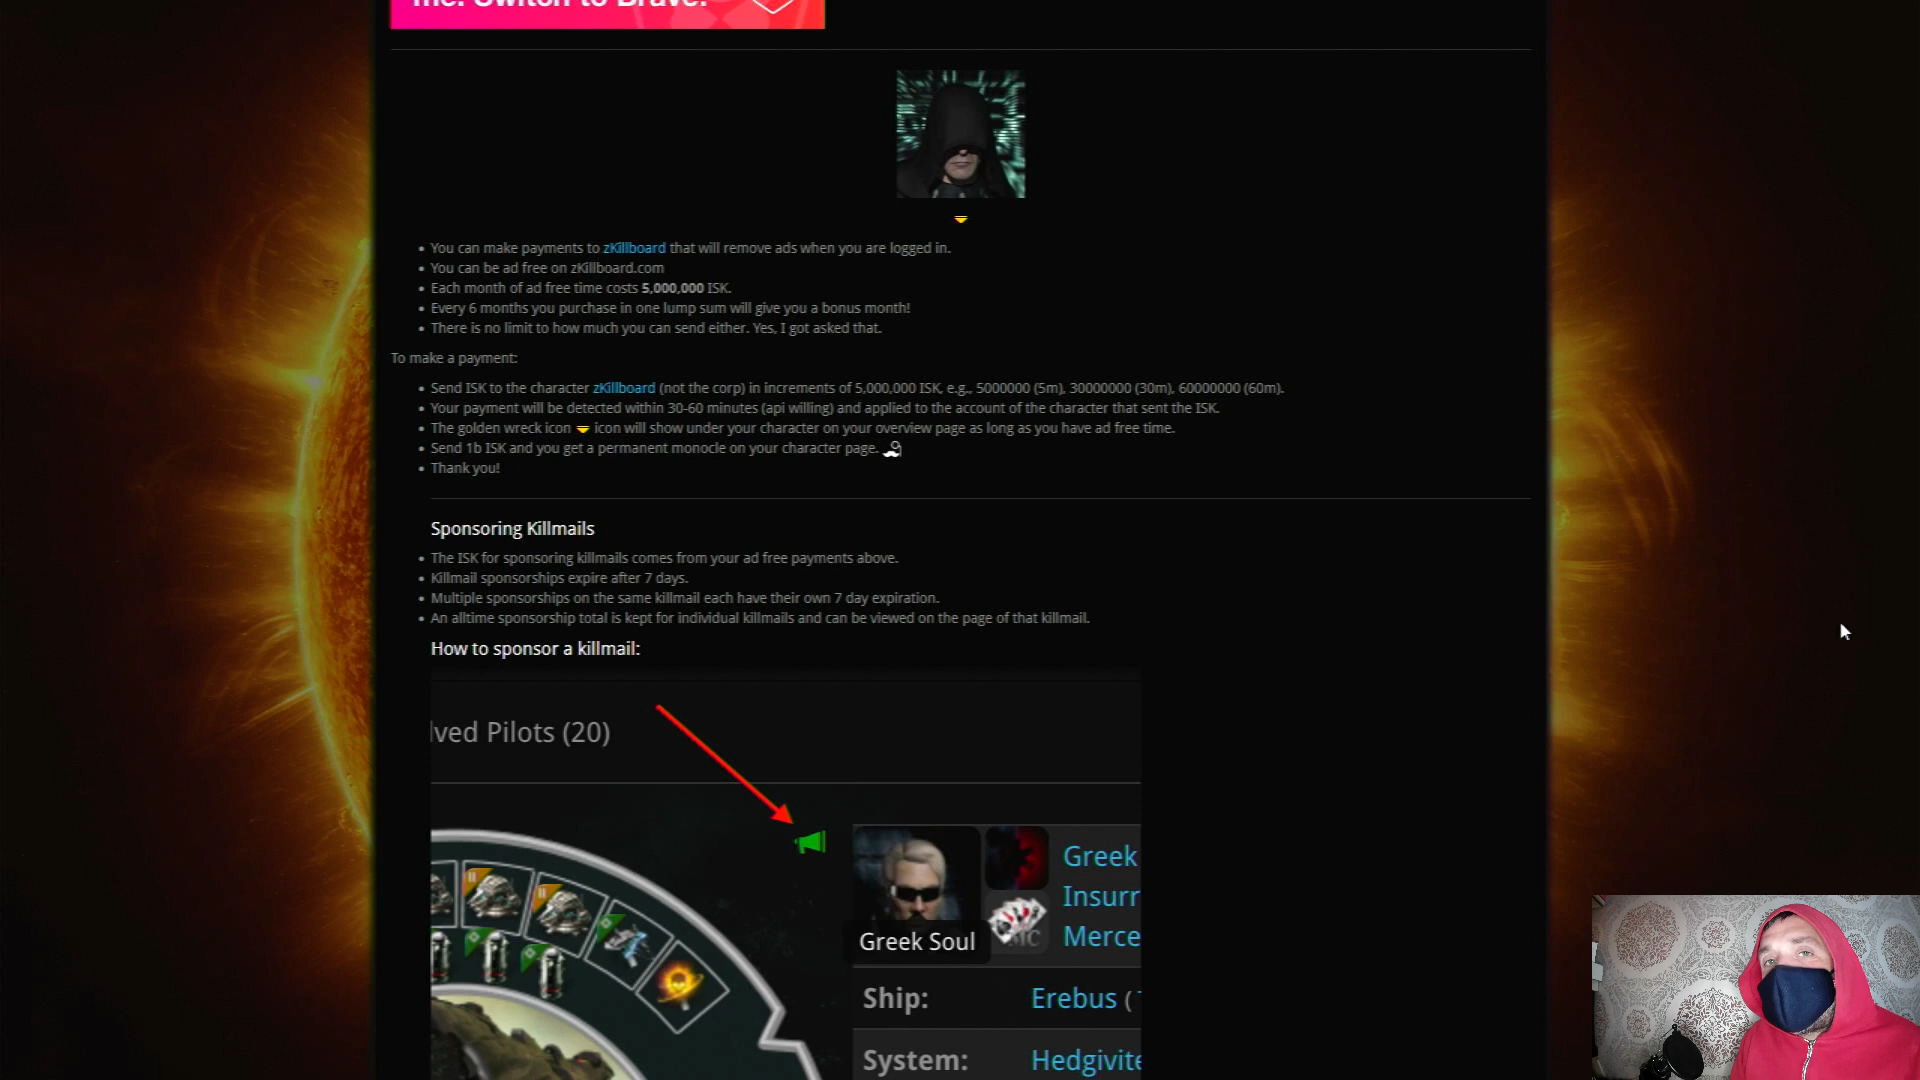 me. Switch to Brave.
You can make payments to zKillboard that will remove ads when you are logged in.
You can be ad free on zKillboard.com
Each month of ad free time costs 5,000,000 ISK.
Every 6 months you purchase in one lump sum will give you a bonus month!
There is no limit to how much you can send either. Yes, I got asked that.
To make a payment:
Send ISK to the character zKillboard (not the corp) in increments of 5,000,000 ISK, e.g., 5000000 (5m), 30000000 (30m), 60000000 (60m).
Your payment will be detected within 30-60 minutes (api willing) and applied to the account of the character that sent the ISK.
The golden wreck icon icon will show under your character on your overview page as long as you have ad free time.
Send 1b ISK and you get a permanent monocle on your character page.
Thank you!
Sponsoring Killmails
The ISK for sponsoring killmails comes from your ad free payments above.
Killmail sponsorships expire after 7 days.
Multiple sponsorships on the same killmail each have their own 7 day expiration.
An alltime sponsorship total is kept for individual killmails and can be viewed on the page of that killmail.
How to sponsor a killmail:
lved Pilots (20)
Greek
Insurr
Merce
MC
Greek Soul
Ship: Erebus (
System: Hedgivite